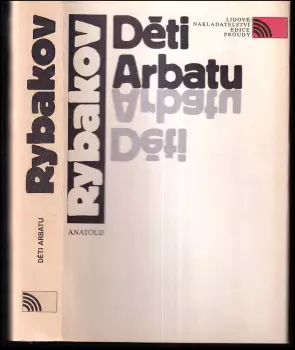 Rybakov
DĚTI ARBATU
LIDOVÉ
NAKLADATELSTVÍ
EDICE
PROUDY
Děti
Arbatu
Arbatu
Děti
Rybakov
ANATOLIJ